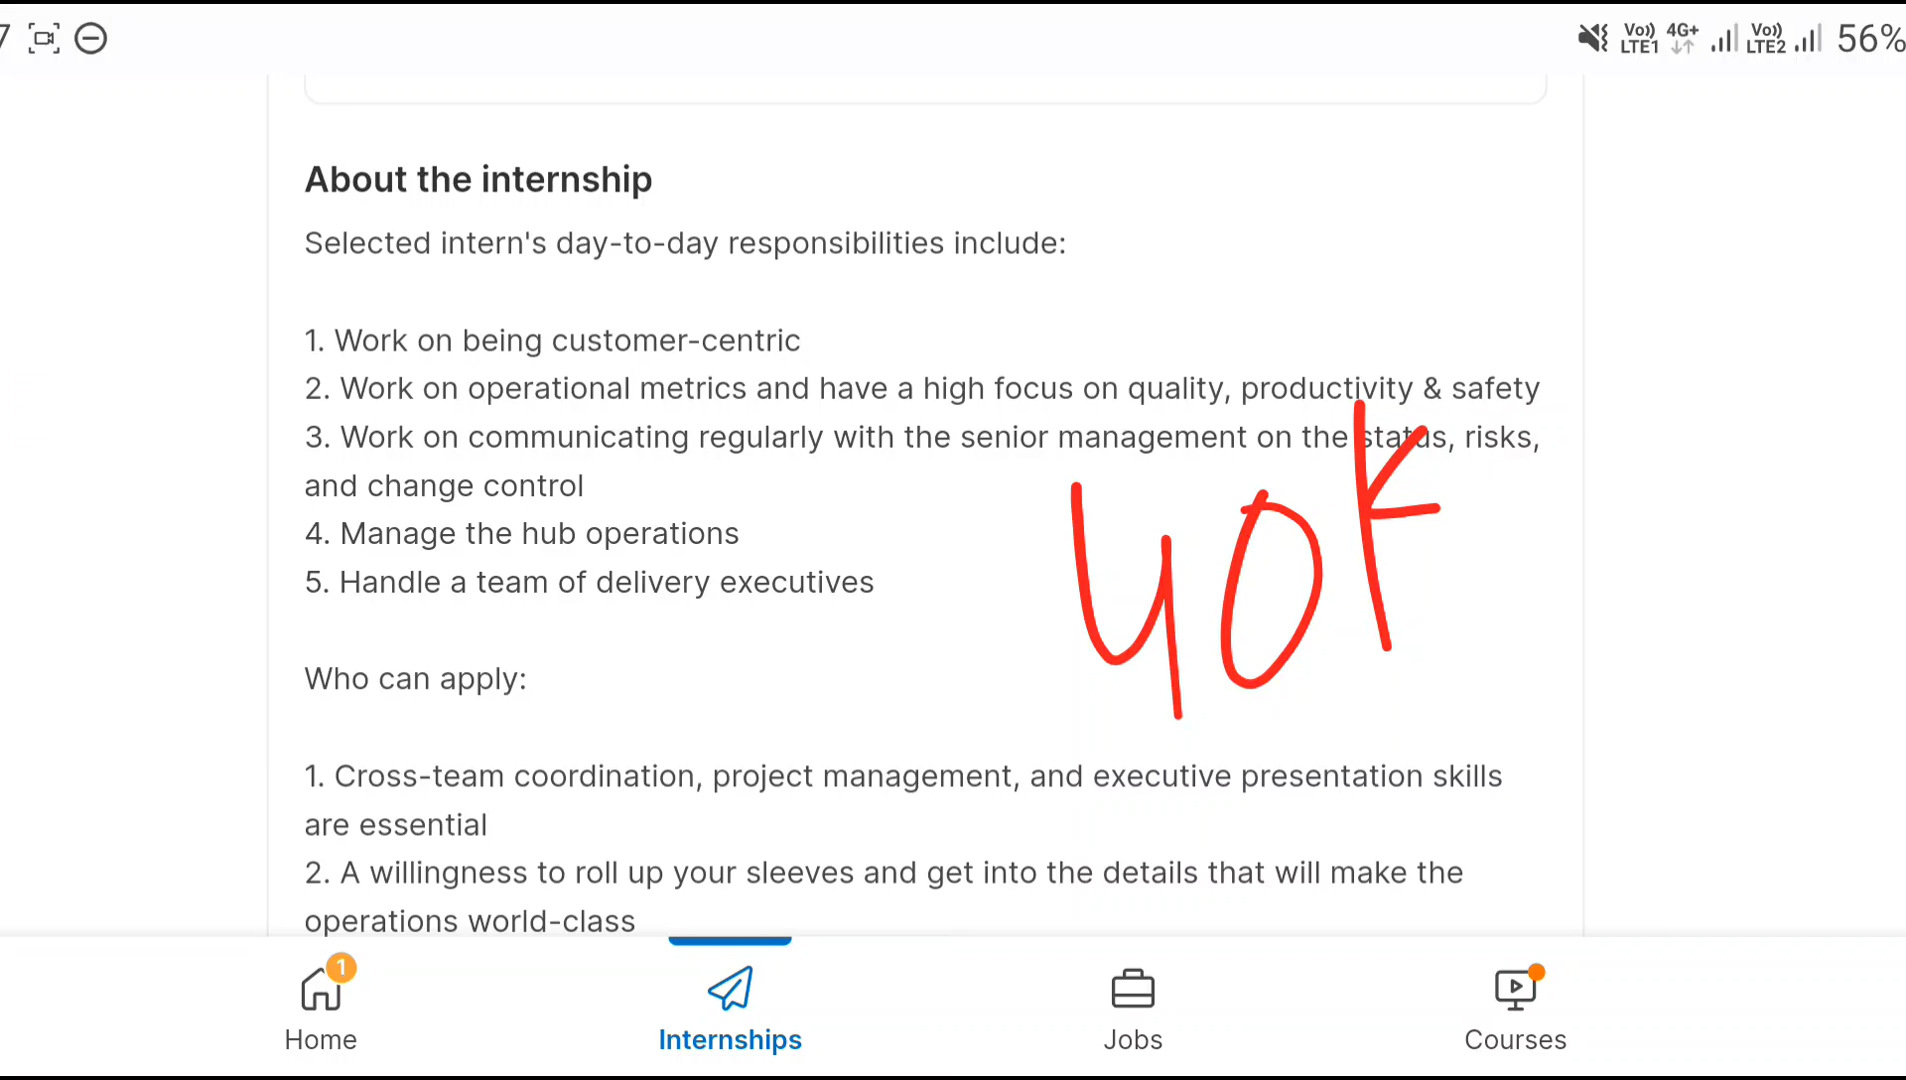 Vo)) LTE1 4G+ Vo)) LTE2 56%
About the internship
Selected intern's day-to-day responsibilities include:
1. Work on being customer-centric
2. Work on operational metrics and have a high focus on quality, productivity & safety
3. Work on communicating regularly with the senior management on the status, risks,
and change control
4. Manage the hub operations
5. Handle a team of delivery executives
40K
Who can apply:
1. Cross-team coordination, project management, and executive presentation skills
are essential
2. A willingness to roll up your sleeves and get into the details that will make the
operations world-class
1
Home Internships Jobs Courses